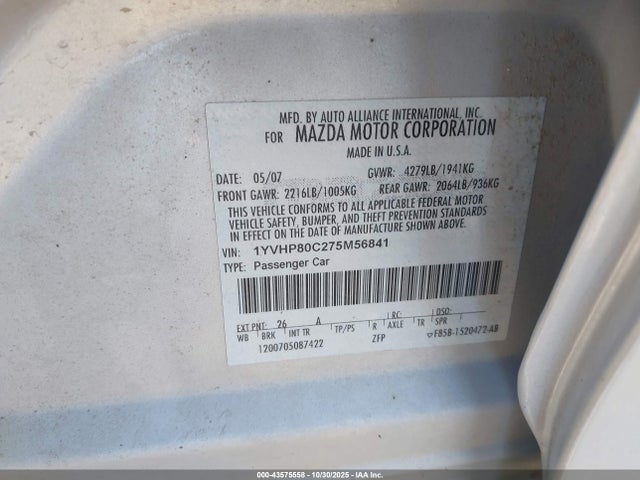 MFD. BY AUTO ALLIANCE INTERNATIONAL, INC.
FOR MAZDA MOTOR CORPORATION
MADE IN U.S.A.
DATE: 05/07 GVWR: 4279LB/1941KG
FRONT GAWR: 2216LB/1005KG REAR GAWR: 2064LB/936KG
THIS VEHICLE CONFORMS TO ALL APPLICABLE FEDERAL MOTOR
VEHICLE SAFETY, BUMPER, AND THEFT PREVENTION STANDARDS
IN EFFECT ON THE DATE OF MANUFACTURE SHOWN ABOVE.
VIN: 1YVHP80C275M56841
TYPE: Passenger Car
EXT PNT: 26 A RC: DSO:
WB BRK INT TR TP/PS R AXLE TR SPR
1200705087422 ZFP F85B-1520472-AB
000-43575558 - 10/30/2025 - IAA, Inc.